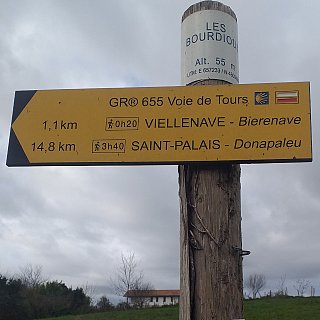 LES
BOURDIOU
Alt. 55 m
GR® 655 Voie de Tours
1,1 km 0h20 VIELLENAVE - Bierenave
14,8 km 3h40 SAINT-PALAIS - Donapaleu